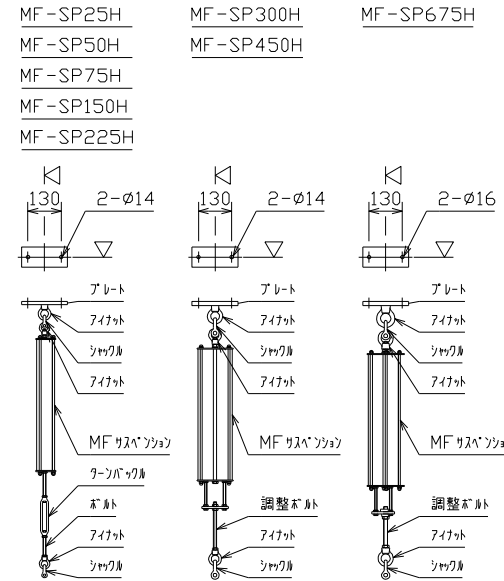 MF-SP25H
MF-SP50H
MF-SP75H
MF-SP150H
MF-SP225H
130
2-Ø14
プレート
アイナット
シャックル
アイナット
MFサスペンション
ターンバックル
ボルト
アイナット
シャックル
MF-SP300H
MF-SP450H
130
2-Ø14
プレート
アイナット
シャックル
アイナット
MFサスペンション
調整ボルト
アイナット
シャックル
MF-SP675H
130
2-Ø16
プレート
アイナット
シャックル
アイナット
MFサスペンショ
調整ボルト
アイナット
シャックル